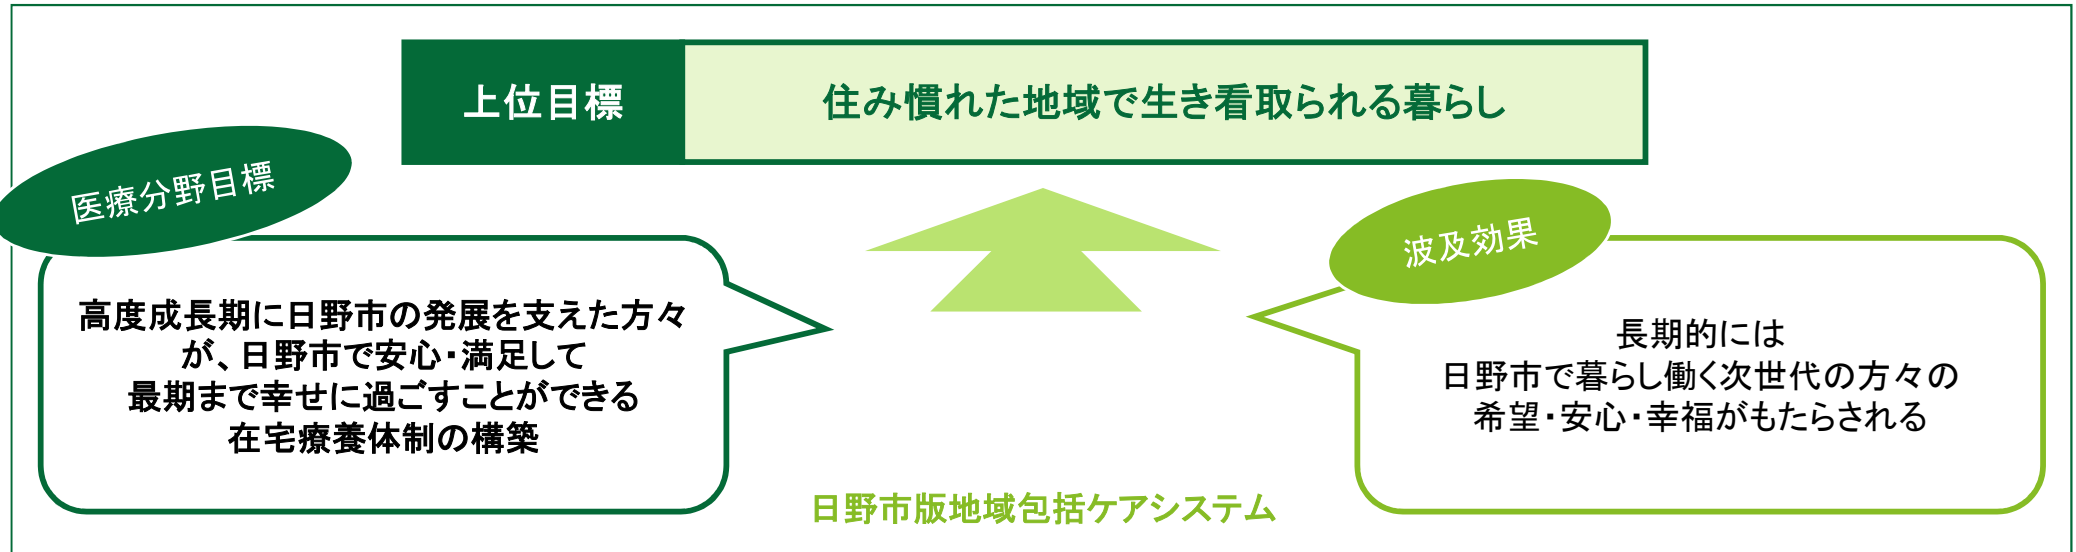 上位目標
住み慣れた地域で生き看取られる暮らし
医療分野目標
高度成長期に日野市の発展を支えた方々
が、日野市で安心・満足して
最期まで幸せに過ごすことができる
在宅療養体制の構築
波及効果
長期的には
日野市で暮らし働く次世代の方々の
希望・安心・幸福がもたらされる
日野市版地域包括ケアシステム